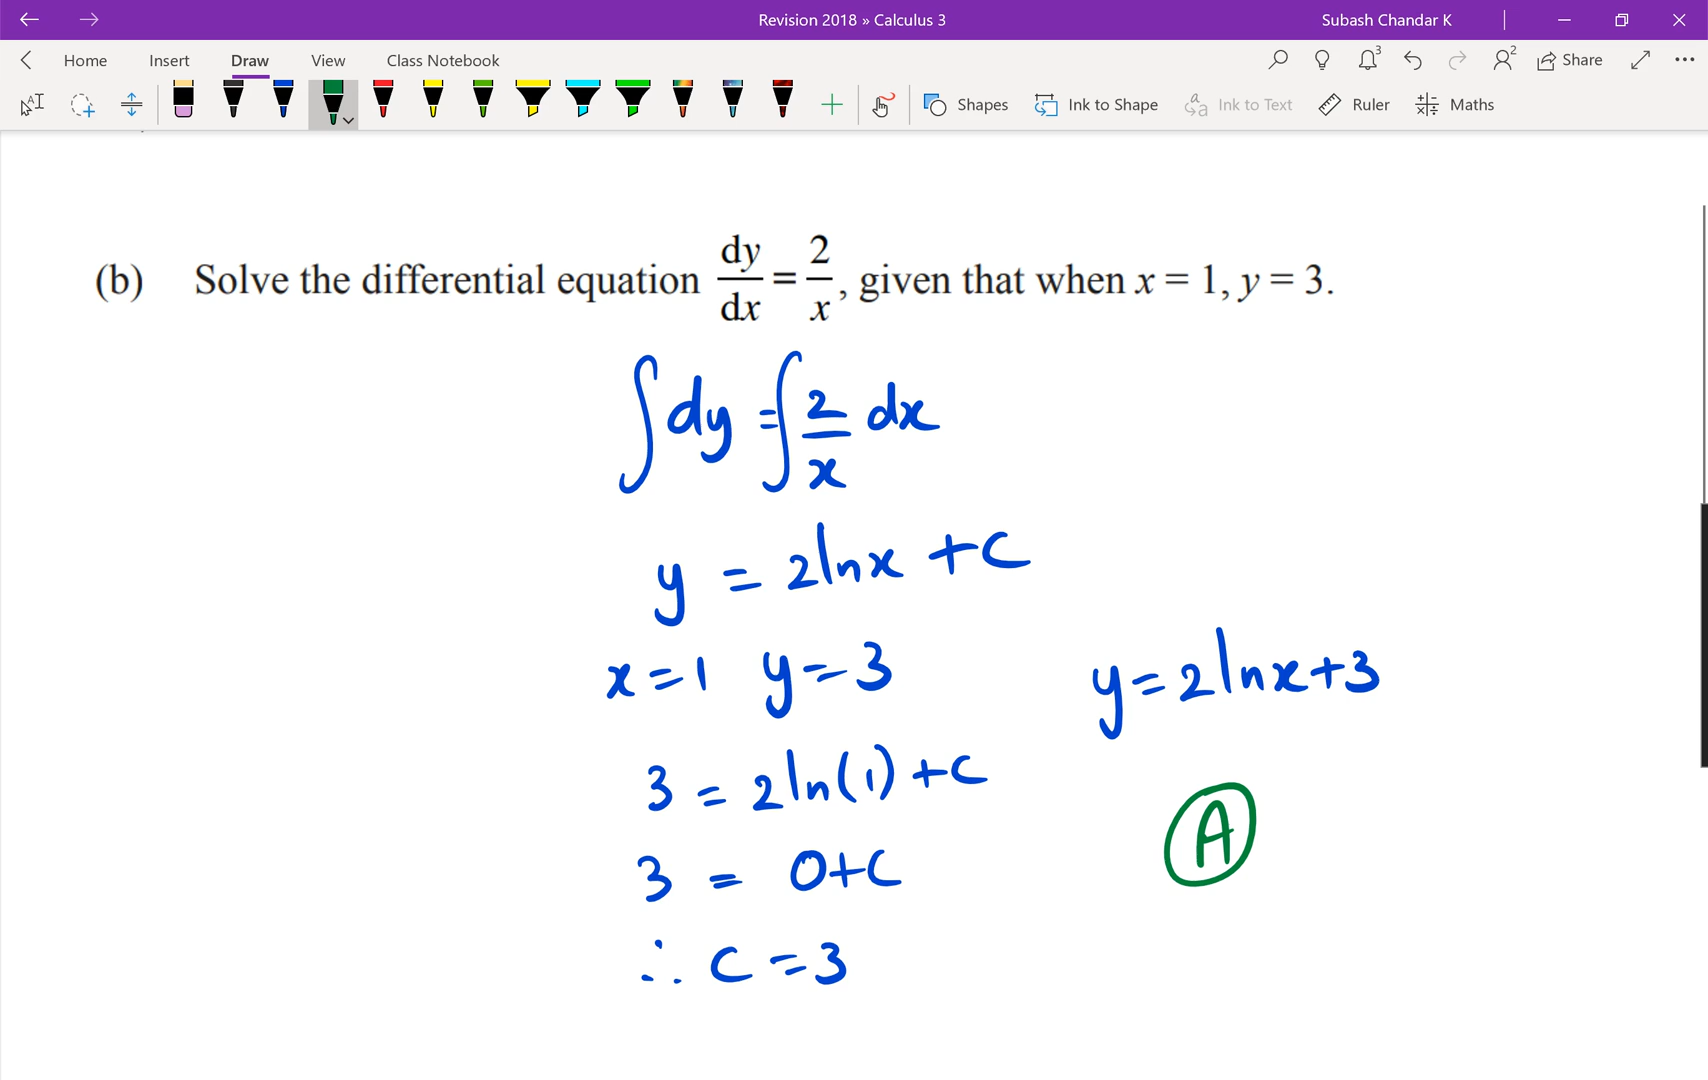 Revision 2018 » Calculus 3
Subash Chandar K
Home Insert Draw View Class Notebook
3 2 Share
Shapes Ink to Shape Ink to Text Ruler Maths
(b) Solve the differential equation dy/dx = 2/x, given that when x = 1, y = 3.
∫dy = ∫2/x dx
y = 2lnx + C
x = 1 y = 3
y = 2lnx + 3
3 = 2ln(1) + C
A
3 = 0 + C
∴ C = 3